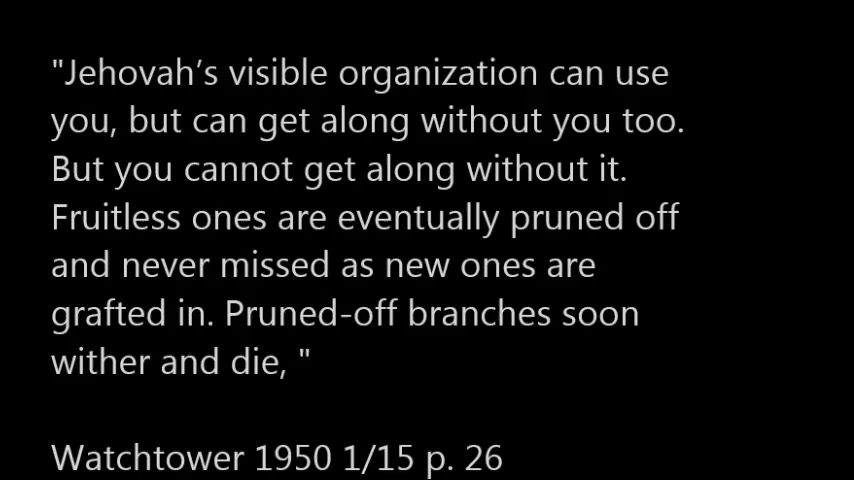 "Jehovah’s visible organization can use
you, but can get along without you too.
But you cannot get along without it.
Fruitless ones are eventually pruned off
and never missed as new ones are
grafted in. Pruned-off branches soon
wither and die, "
Watchtower 1950 1/15 p. 26